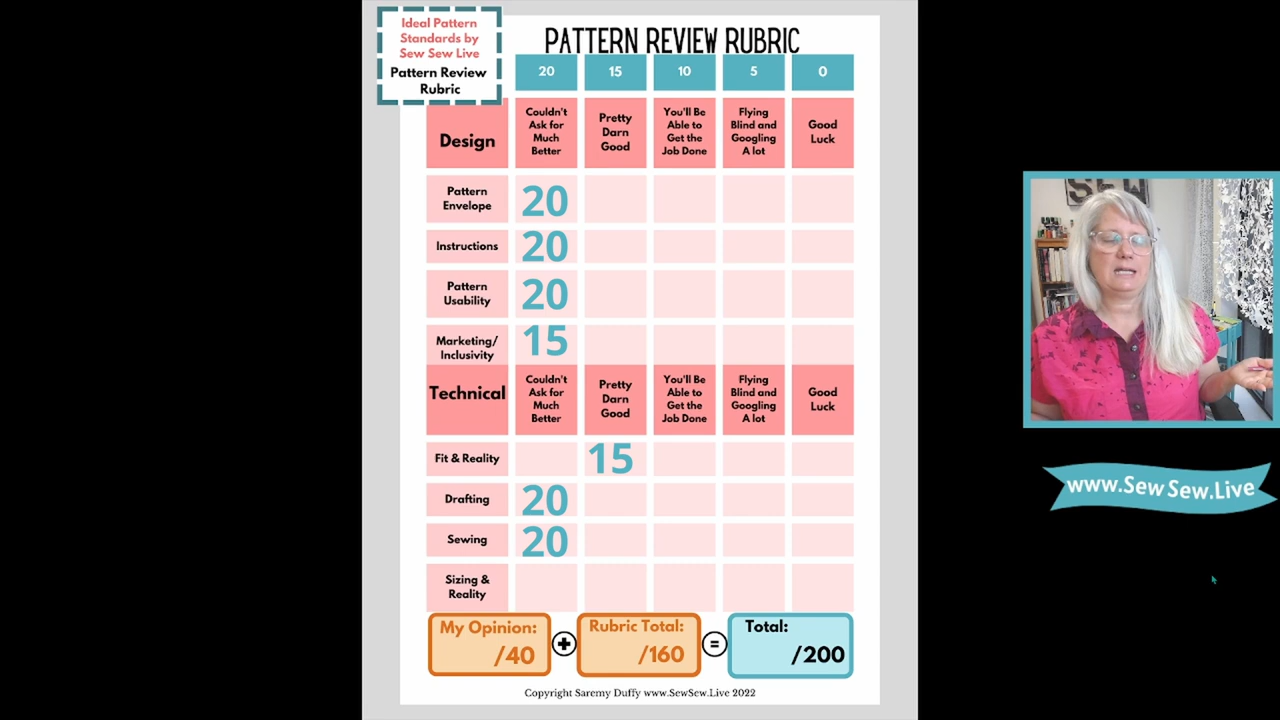 Ideal Pattern
Standards by
Sew Sew Live
Pattern Review
Rubric
PATTERN REVIEW RUBRIC
20 15 10 5 0
Design
Couldn't
Ask for
Much
Better
Pretty
Darn
Good
You'll Be
Able to
Get the
Job Done
Flying
Blind and
Googling
A lot
Good
Luck
Pattern
Envelope
20
Instructions
20
Pattern
Usability
20
Marketing/
Inclusivity
15
Technical
Couldn't
Ask for
Much
Better
Pretty
Darn
Good
You'll Be
Able to
Get the
Job Done
Flying
Blind and
Googling
A lot
Good
Luck
Fit & Reality
15
Drafting
20
Sewing
20
Sizing &
Reality
My Opinion:
/40
+
Rubric Total:
/160
=
Total:
/200
Copyright Saremy Duffy www.SewSew.Live 2022
SEW
www.SewSew.Live